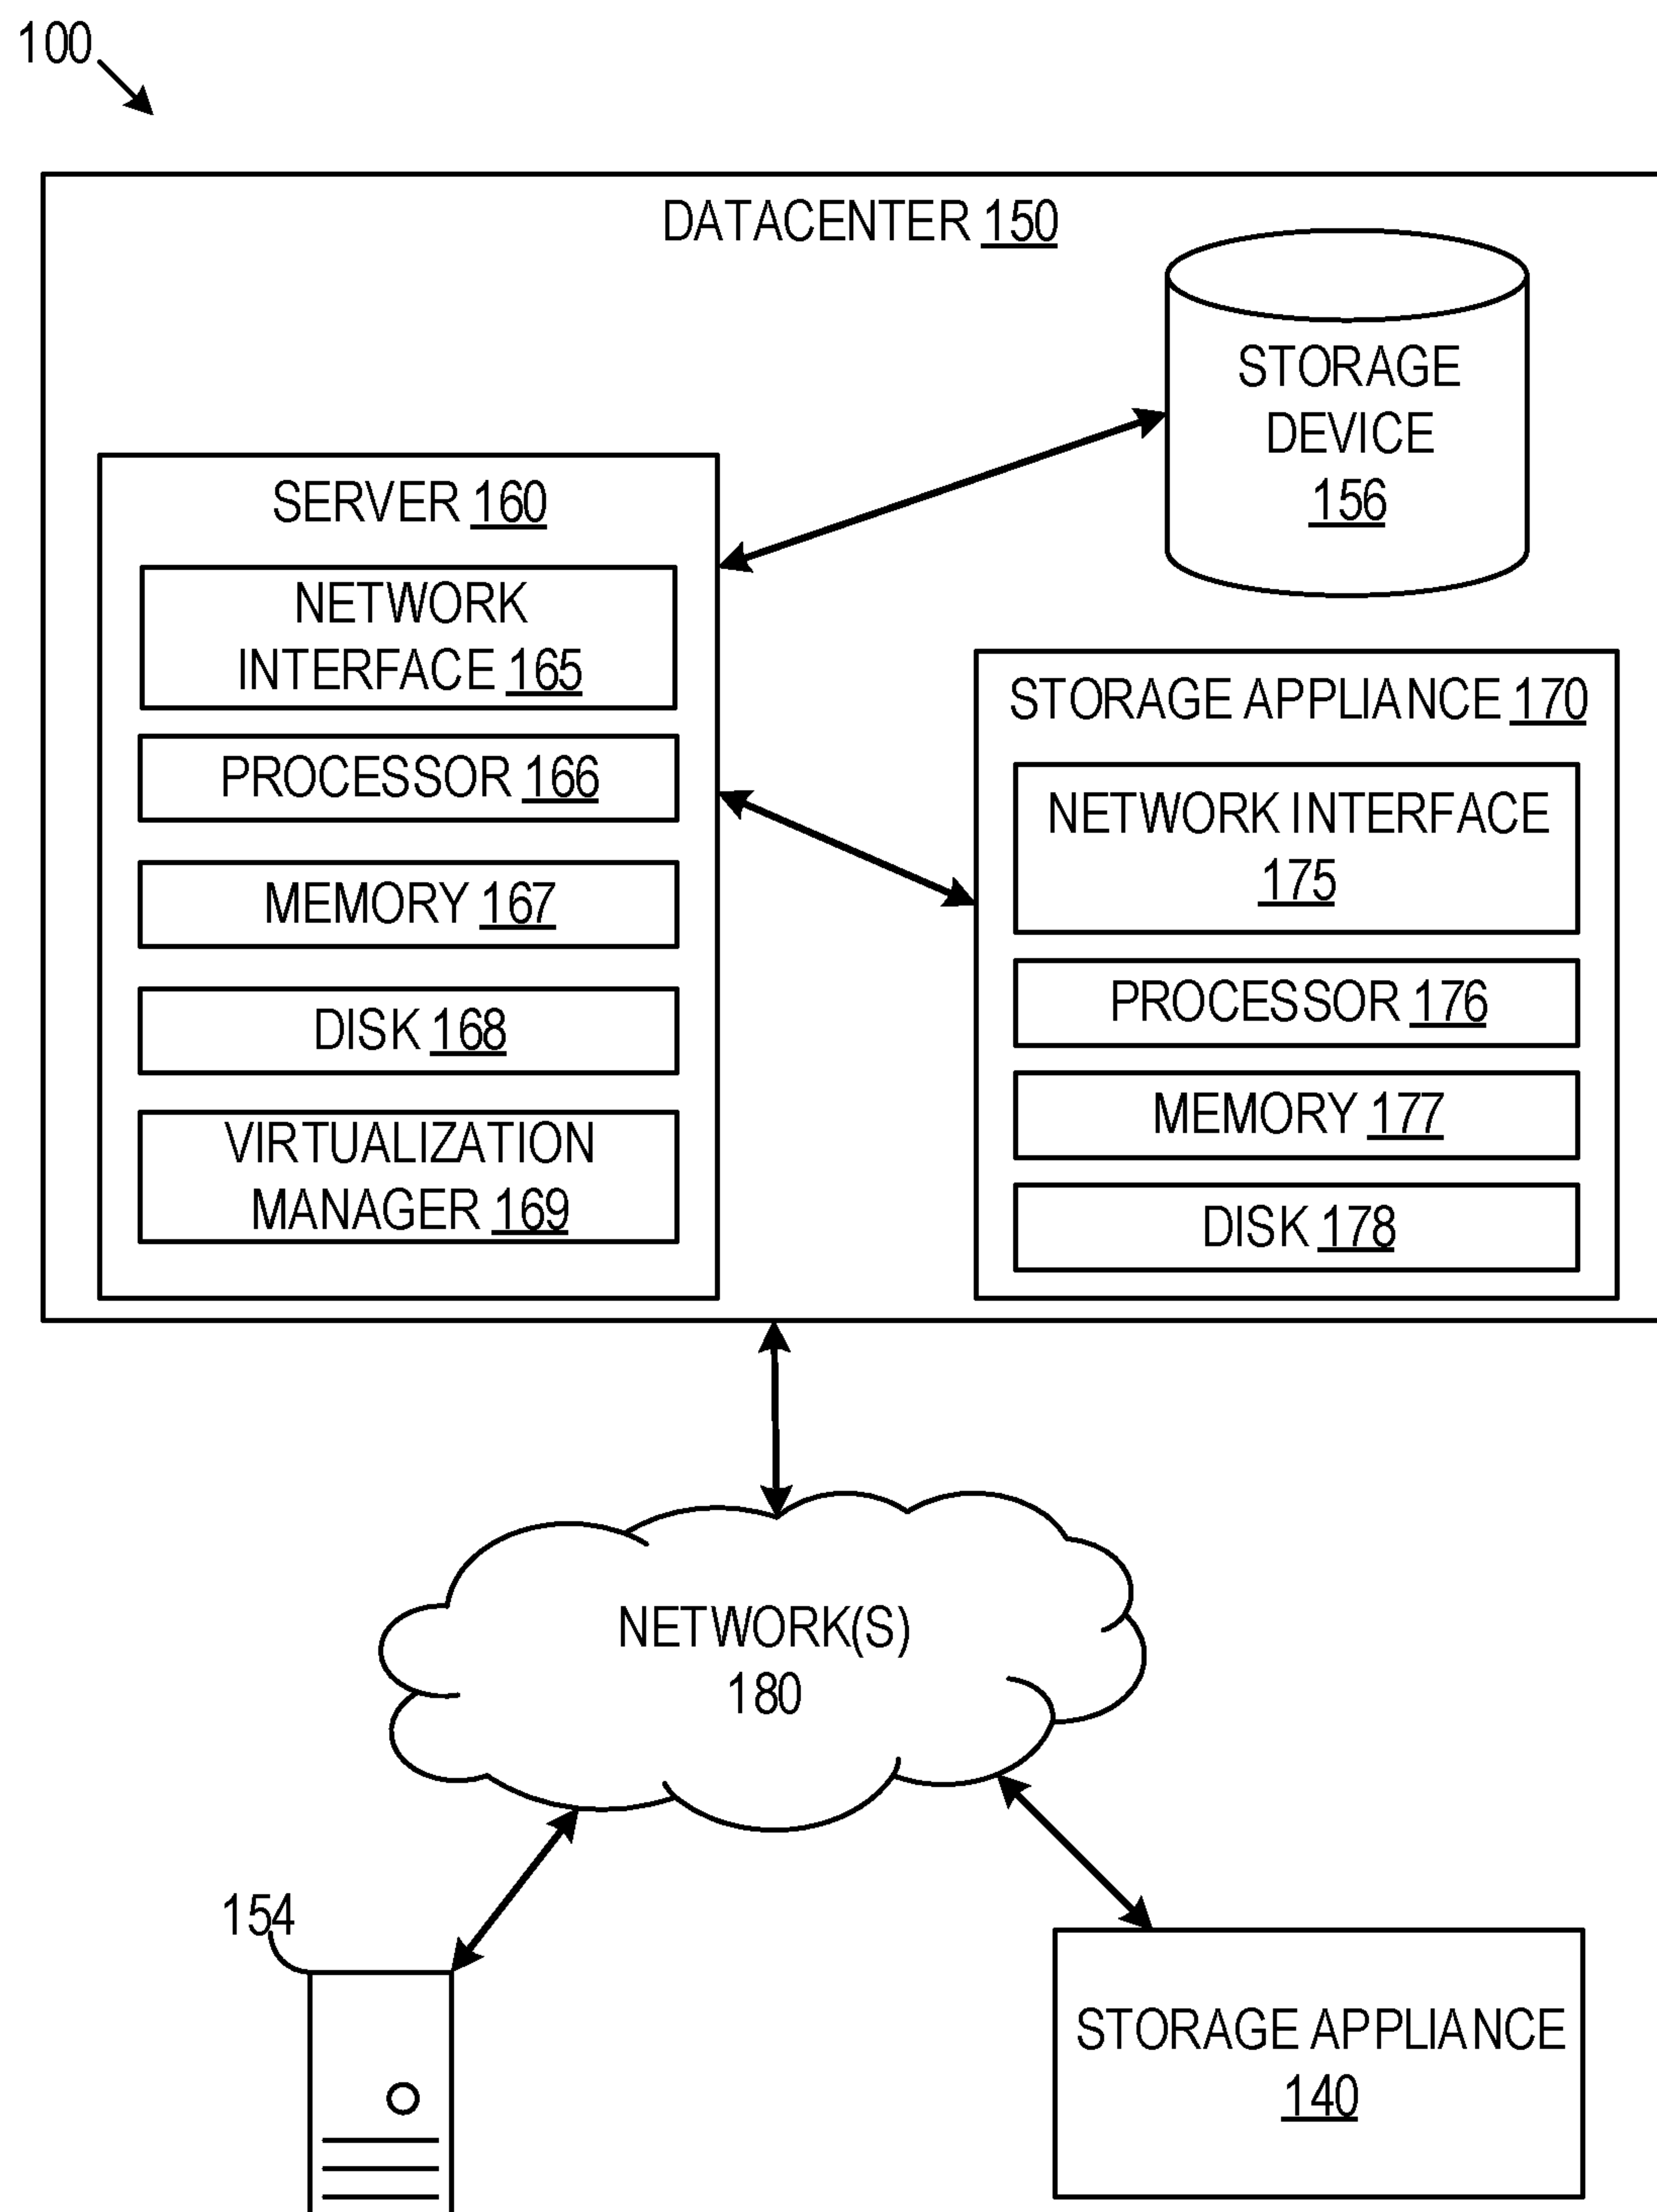 100
DATACENTER 150
STORAGE
DEVICE
156
SERVER 160
NETWORK
INTERFACE 165
PROCESSOR 166
MEMORY 167
DISK 168
VIRTUALIZATION
MANAGER 169
STORAGE APPLIANCE 170
NETWORK INTERFACE
175
PROCESSOR 176
MEMORY 177
DISK 178
NETWORK(S)
180
154
STORAGE APPLIANCE
140